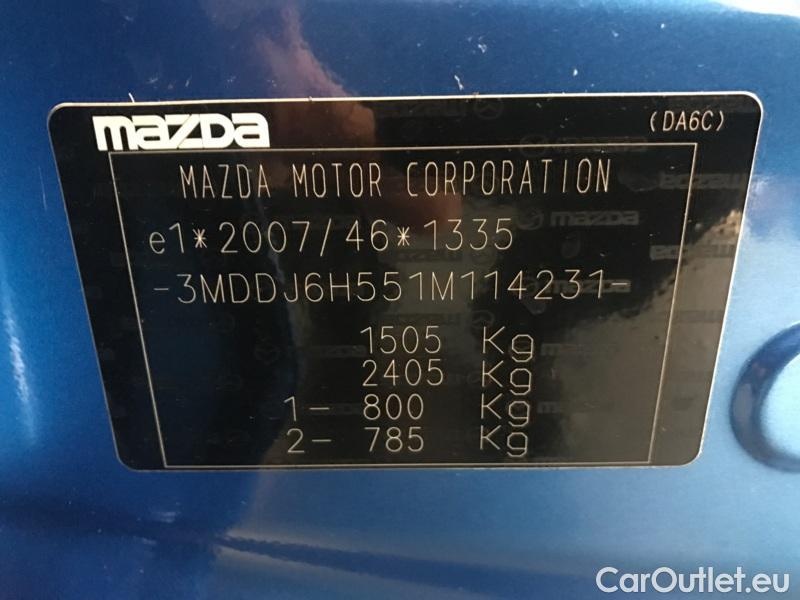 mazda
(DA6C)
MAZDA MOTOR CORPORATION
e1*2007/46*1335
-3MDDJ6H551M114231-
1505 Kg
2405 Kg
1- 800 Kg
2- 785 Kg
CarOutlet.eu